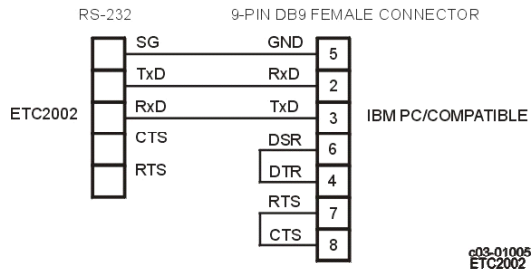 RS-232 9-PIN DB9 FEMALE CONNECTOR
SG GND 5
TxD RxD 2
RxD TxD 3
ETC2002 IBM PC/COMPATIBLE
CTS DSR 6
RTS DTR 4
RTS 7
CTS 8
c03-01005
ETC2002